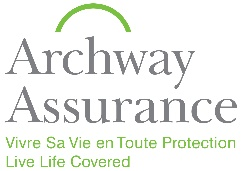 Archway
Assurance
Vivre Sa Vie en Toute Protection
Live Life Covered